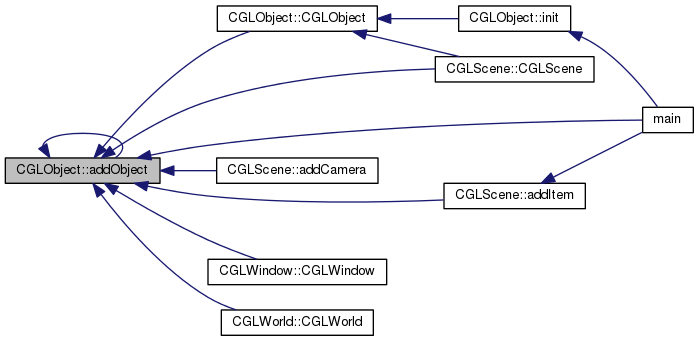 CGLObject::CGLObject
CGLObject::init
CGLScene::CGLScene
main
CGLObject::addObject
CGLScene::addCamera
CGLScene::addItem
CGLWindow::CGLWindow
CGLWorld::CGLWorld